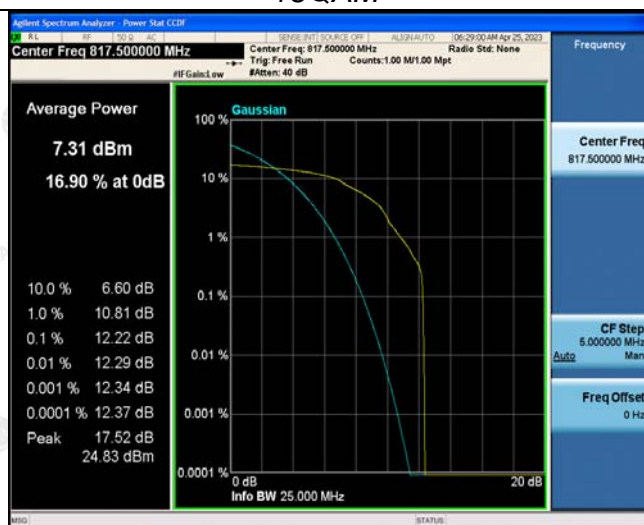 16QAM
Agilent Spectrum Analyzer - Power Stat CCDF
RL RF 50 Ω AC SENSE:INT SOURCE OFF ALIGN AUTO 06:29:00 AM Apr 25, 2023
Center Freq 817.500000 MHz
Center Freq: 817.500000 MHz Radio Std: None
Trig: Free Run Counts:1.00 M/1.00 Mpt
#IFGain:Low #Atten: 40 dB
Frequency
Average Power
7.31 dBm
16.90 % at 0dB
10.0 % 6.60 dB
1.0 % 10.81 dB
0.1 % 12.22 dB
0.01 % 12.29 dB
0.001 % 12.34 dB
0.0001 % 12.37 dB
Peak 17.52 dB
24.83 dBm
Gaussian
100 %
10 %
1 %
0.1 %
0.01 %
0.001 %
0.0001 %
0 dB 20 dB
Info BW 25.000 MHz
Center Freq
817.500000 MHz
CF Step
5.000000 MHz
Auto Man
Freq Offset
0 Hz
MSG STATUS